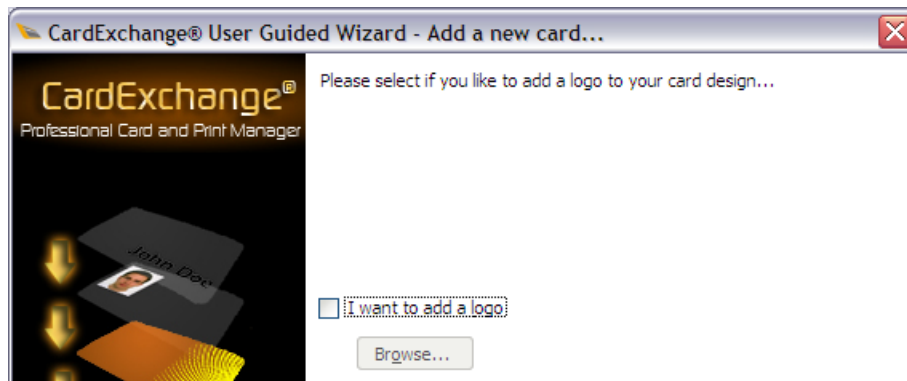 CardExchange® User Guided Wizard - Add a new card...
CardExchange®
Professional Card and Print Manager
Please select if you like to add a logo to your card design...
John Doe
I want to add a logo
Browse...